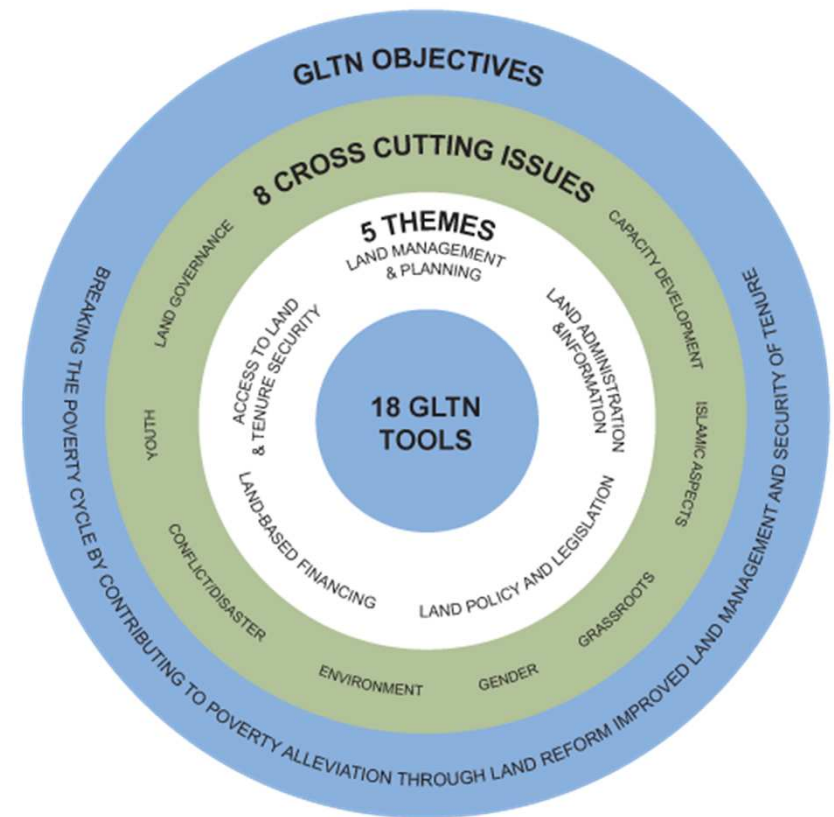 GLTN OBJECTIVES
BREAKING THE POVERTY CYCLE BY CONTRIBUTING TO POVERTY ALLEVIATION THROUGH LAND REFORM IMPROVED LAND MANAGEMENT AND SECURITY OF TENURE
8 CROSS CUTTING ISSUES
CAPACITY DEVELOPMENT
ISLAMIC ASPECTS
GRASSROOTS
GENDER
ENVIRONMENT
CONFLICT/DISASTER
YOUTH
LAND GOVERNANCE
5 THEMES
LAND MANAGEMENT
& PLANNING
LAND ADMINISTRATION
&INFORMATION
LAND POLICY AND LEGISLATION
LAND-BASED FINANCING
ACCESS TO LAND
& TENURE SECURITY
18 GLTN
TOOLS